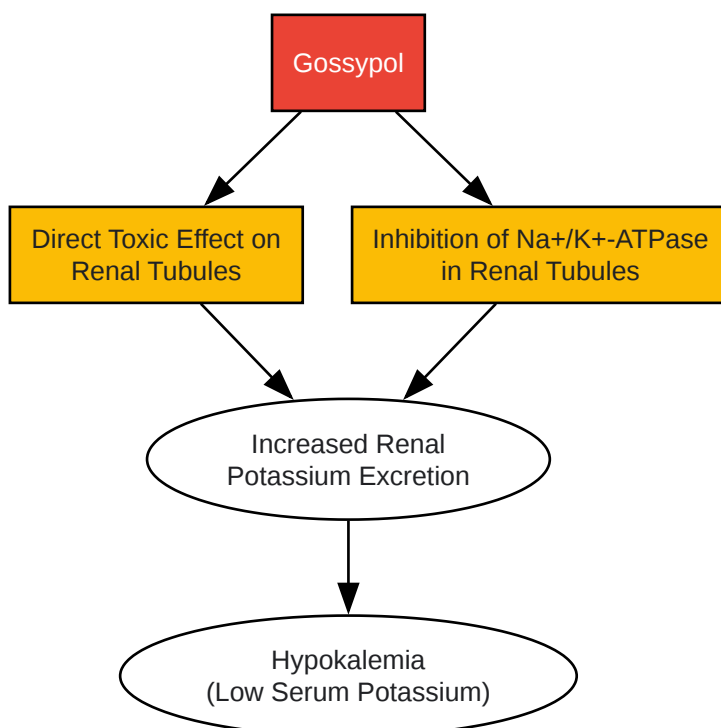 Gossypol
Direct Toxic Effect on
Renal Tubules
Inhibition of Na+/K+-ATPase
in Renal Tubules
Increased Renal
Potassium Excretion
Hypokalemia
(Low Serum Potassium)